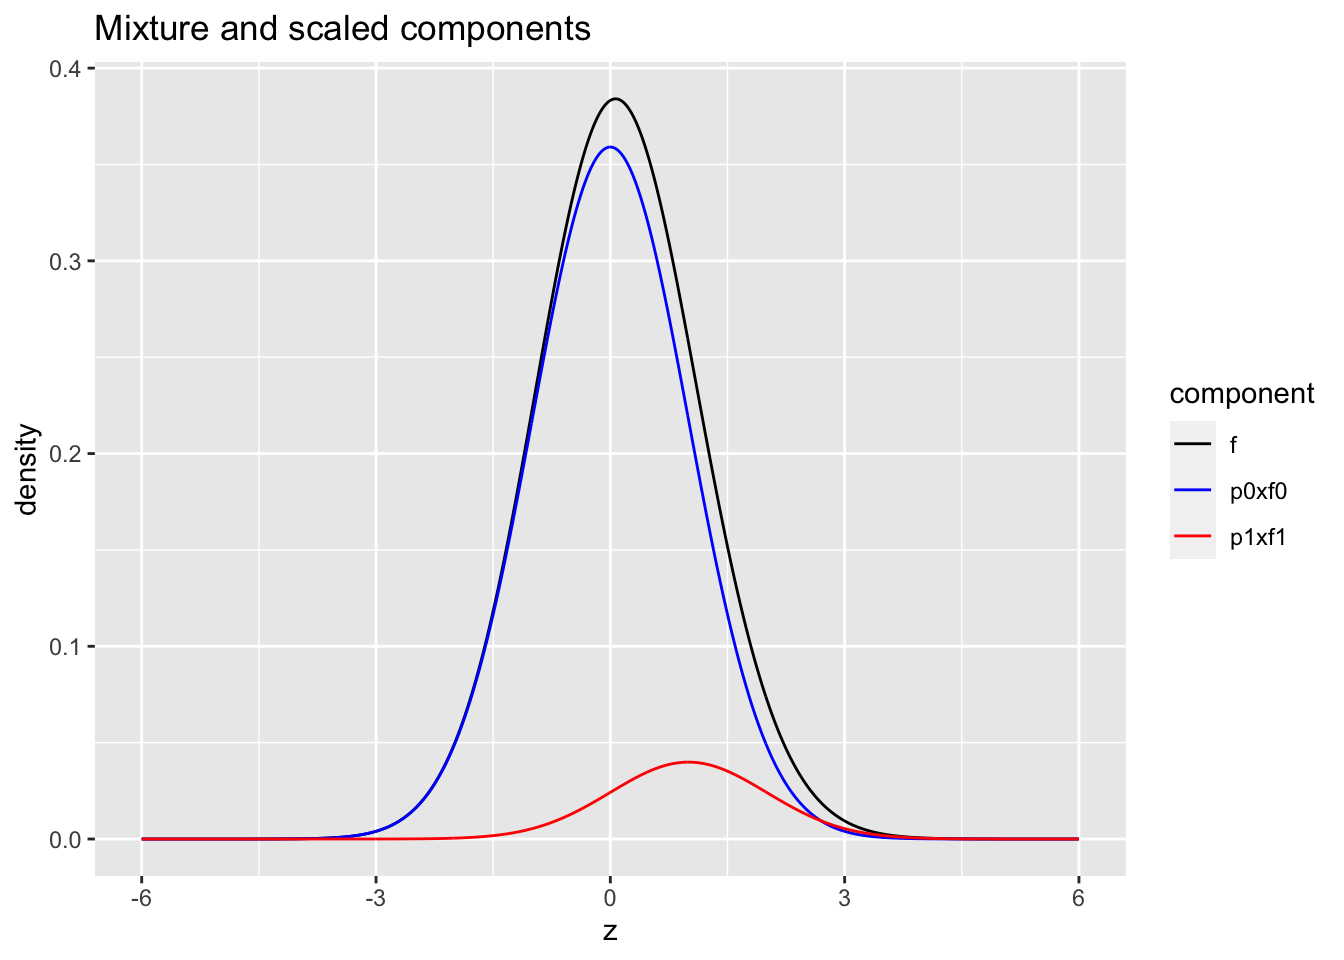 Mixture and scaled components
0.4
0.3
0.2
0.1
0.0
density
-6 -3 0 3 6
z
component
f
p0xf0
p1xf1